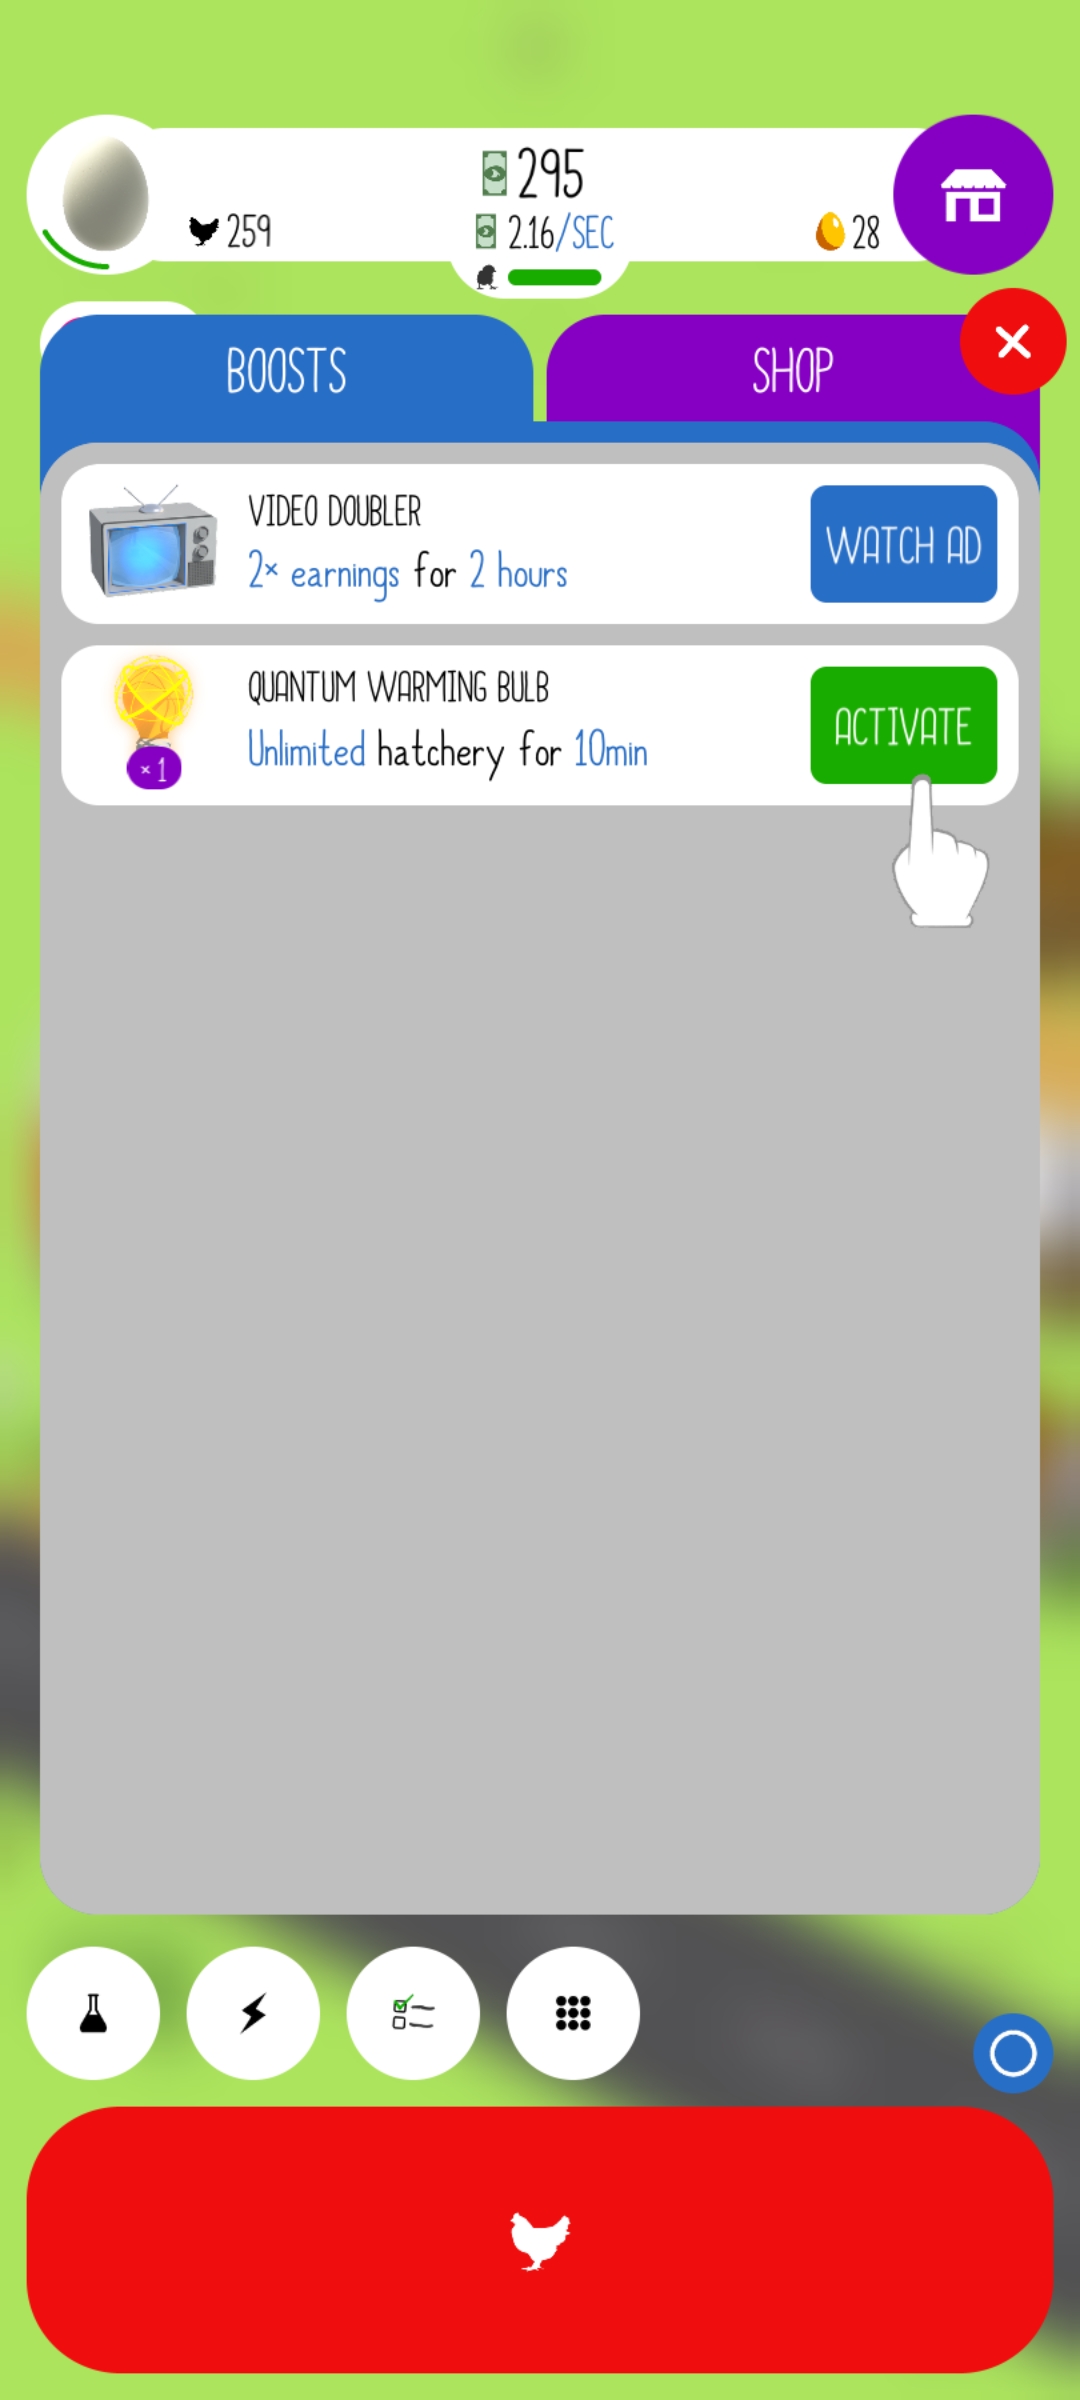 295
259
2.16/SEC
28
BOOSTS
SHOP
VIDEO DOUBLER
2× earnings for 2 hours
WATCH AD
QUANTUM WARMING BULB
Unlimited hatchery for 10min
×1
ACTIVATE